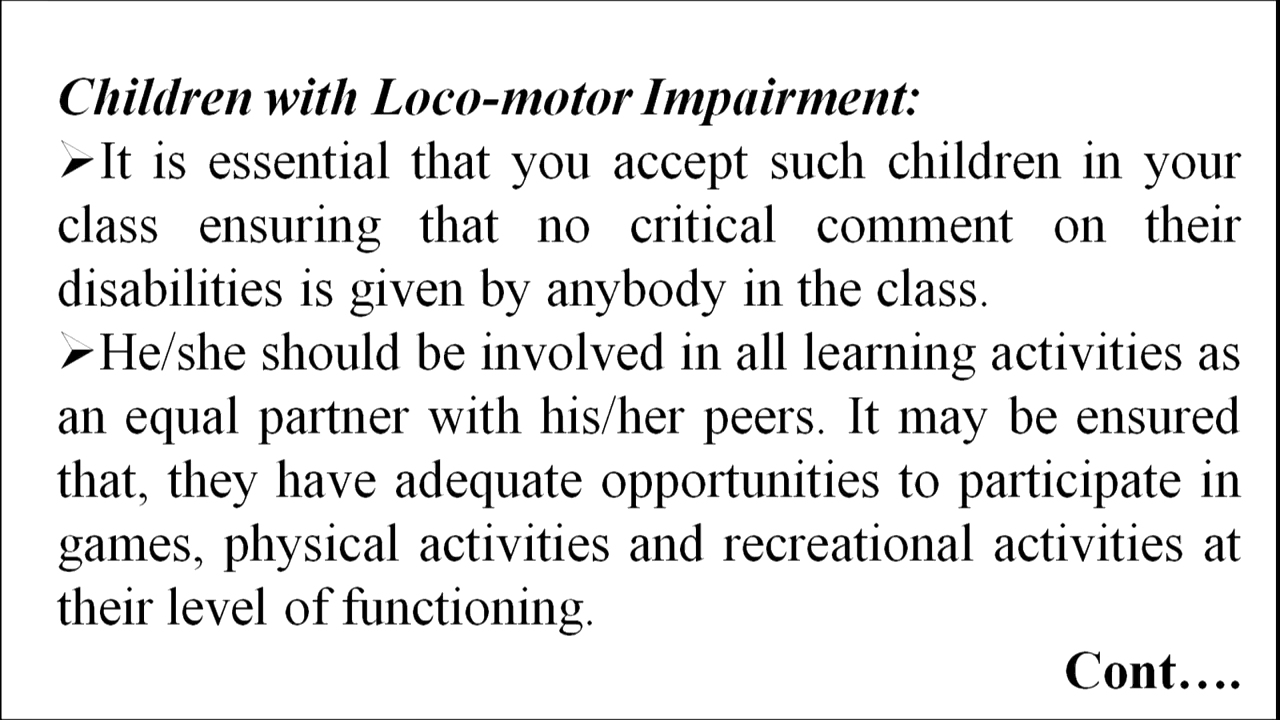 Children with Loco-motor Impairment:
➢It is essential that you accept such children in your
class ensuring that no critical comment on their
disabilities is given by anybody in the class.
➢He/she should be involved in all learning activities as
an equal partner with his/her peers. It may be ensured
that, they have adequate opportunities to participate in
games, physical activities and recreational activities at
their level of functioning.
Cont….